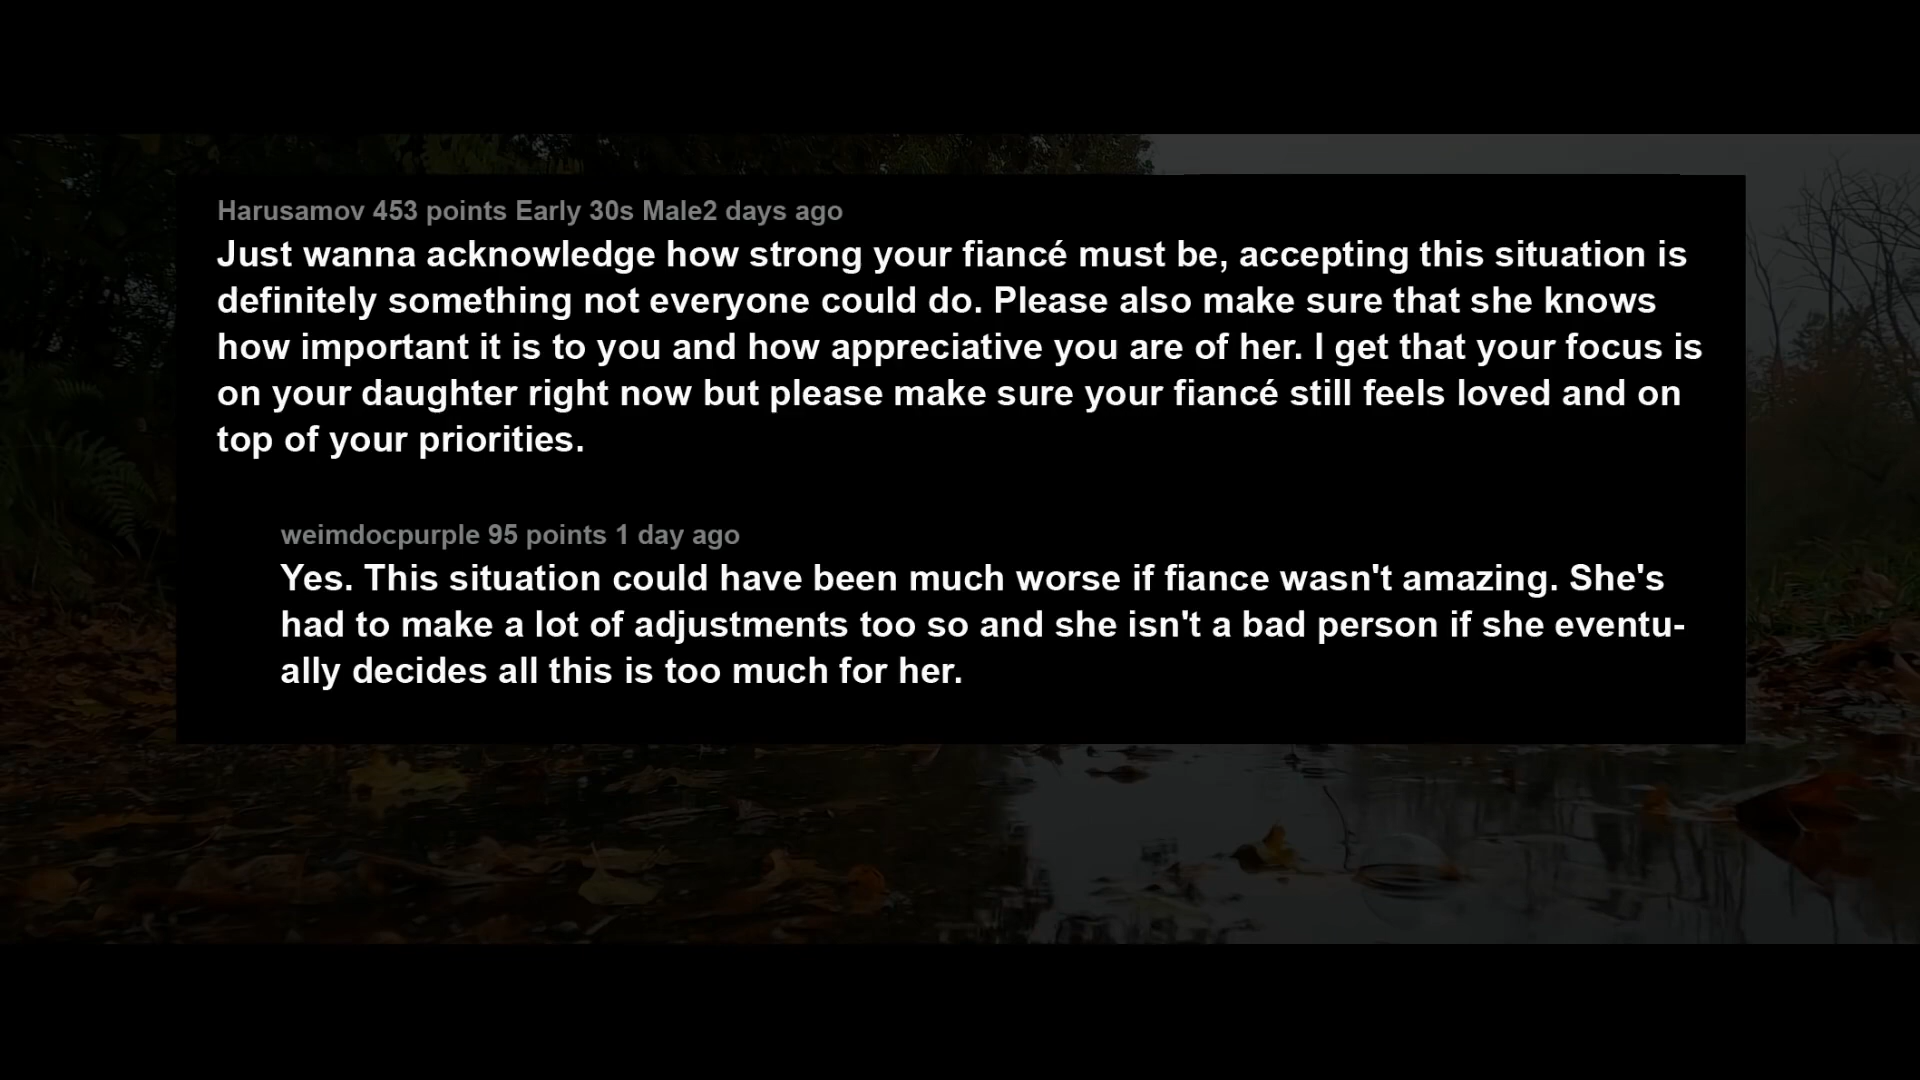 Harusamov 453 points Early 30s Male2 days ago
Just wanna acknowledge how strong your fiancé must be, accepting this situation is
definitely something not everyone could do. Please also make sure that she knows
how important it is to you and how appreciative you are of her. I get that your focus is
on your daughter right now but please make sure your fiancé still feels loved and on
top of your priorities.
weimdocpurple 95 points 1 day ago
Yes. This situation could have been much worse if fiance wasn't amazing. She's
had to make a lot of adjustments too so and she isn't a bad person if she eventu-
ally decides all this is too much for her.